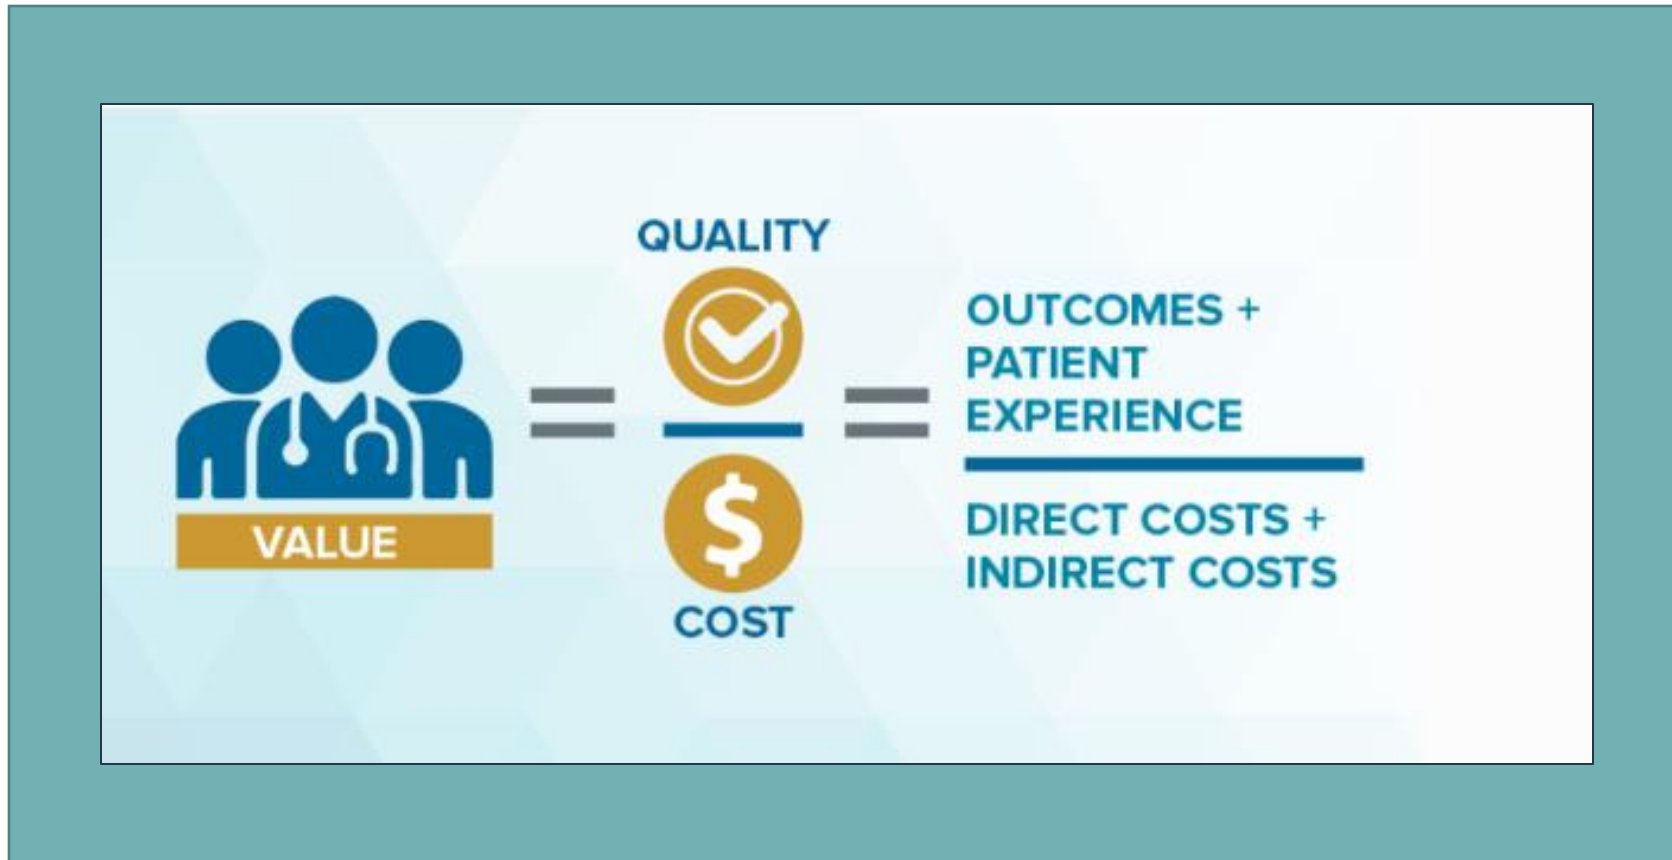 VALUE
=
QUALITY
$
COST
=
OUTCOMES +
PATIENT
EXPERIENCE
DIRECT COSTS +
INDIRECT COSTS